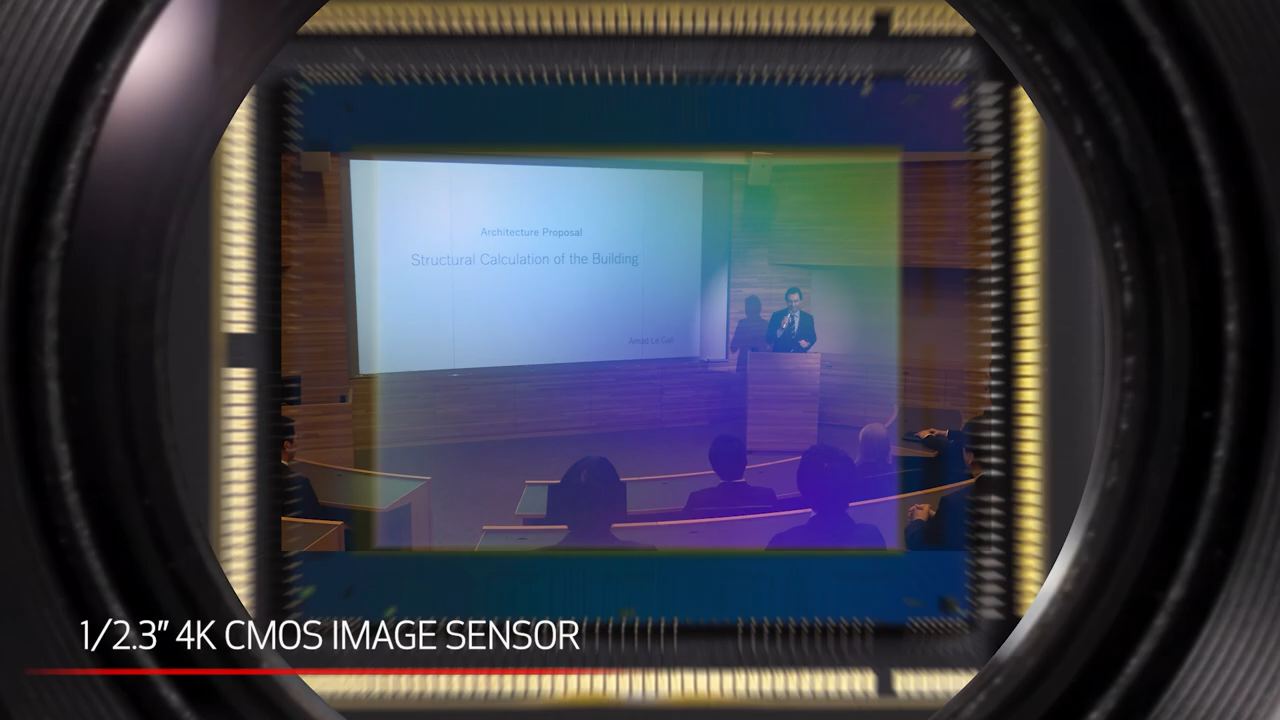 Architecture Proposal
Structural Calculation of the Building
1/2.3" 4K CMOS IMAGE SENSOR